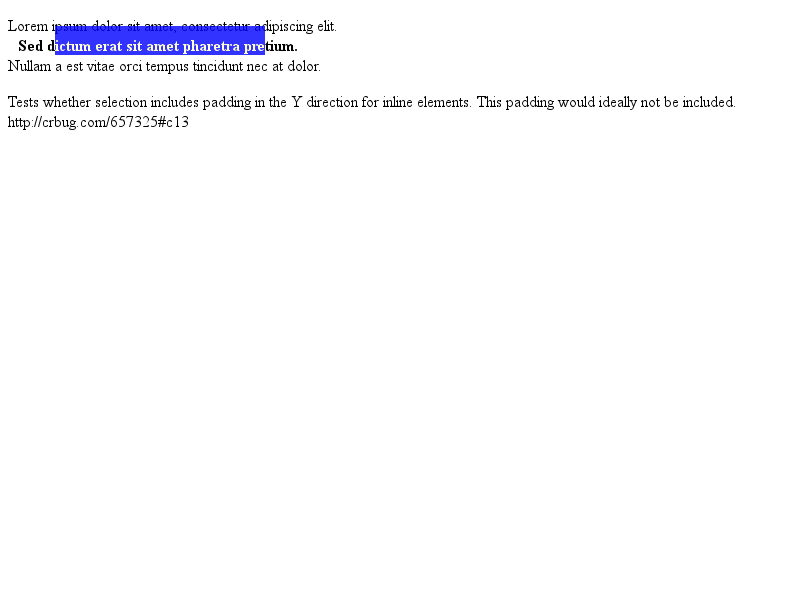 Lorem ipsum dolor sit amet, consectetur adipiscing elit.
Sed dictum erat sit amet pharetra pretium.
Nullam a est vitae orci tempus tincidunt nec at dolor.
Tests whether selection includes padding in the Y direction for inline elements. This padding would ideally not be included.
http://crbug.com/657325#c13